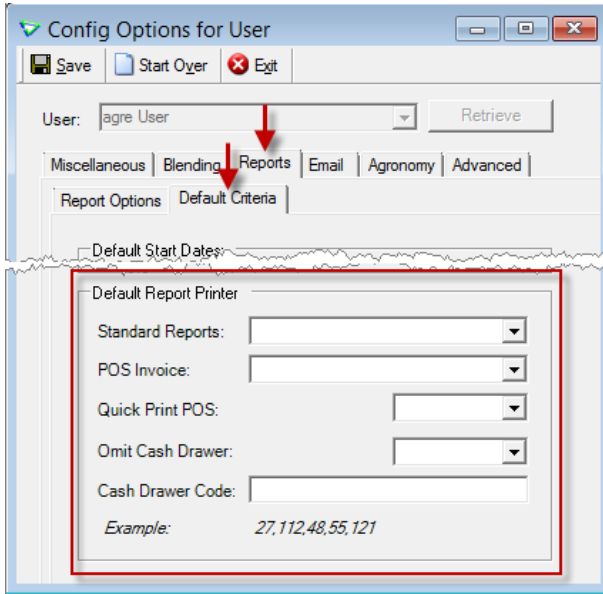 Config Options for User
Save Start Over Exit
User: agre User Retrieve
Miscellaneous Blending Reports Email Agronomy Advanced
Report Options Default Criteria
Default Start Dates
Default Report Printer
Standard Reports:
POS Invoice:
Quick Print POS:
Omit Cash Drawer:
Cash Drawer Code:
Example: 27,112,48,55,121